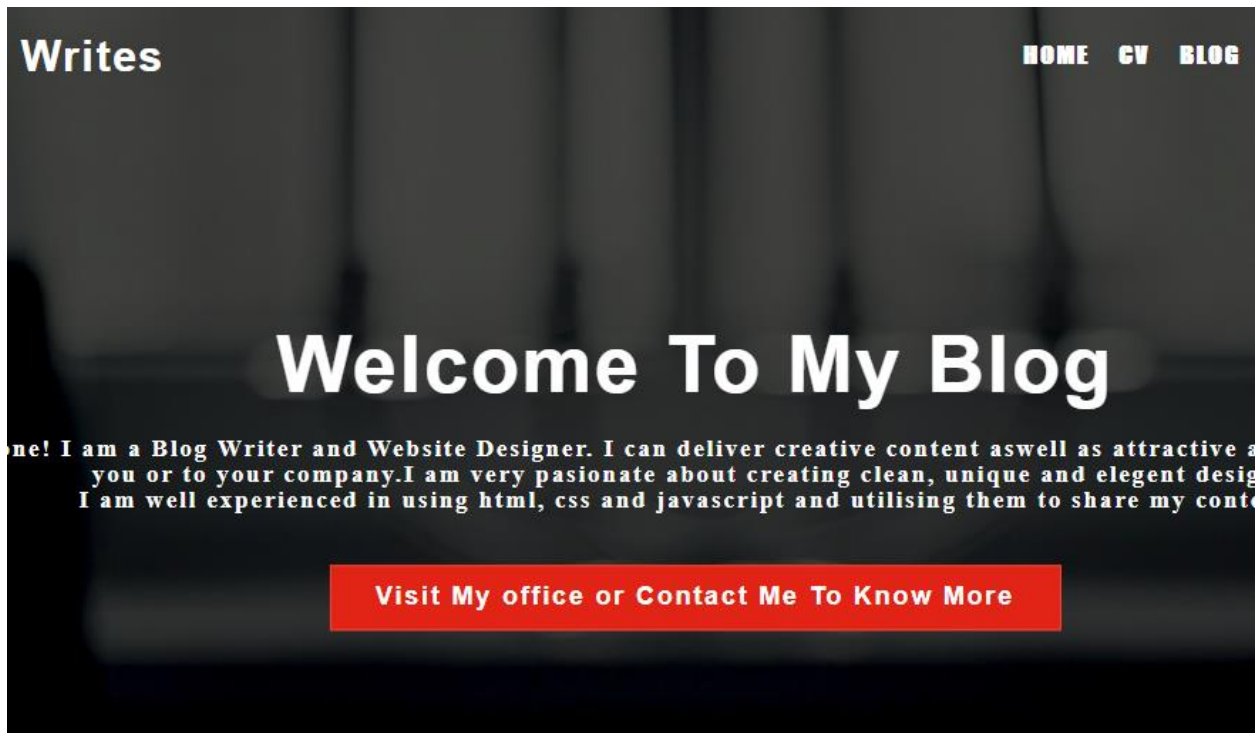 Writes
HOME CV BLOG
Welcome To My Blog
one! I am a Blog Writer and Website Designer. I can deliver creative content aswell as attractive
you or to your company.I am very pasionate about creating clean, unique and elegent
I am well experienced in using html, css and javascript and utilising them to share my
Visit My office or Contact Me To Know More